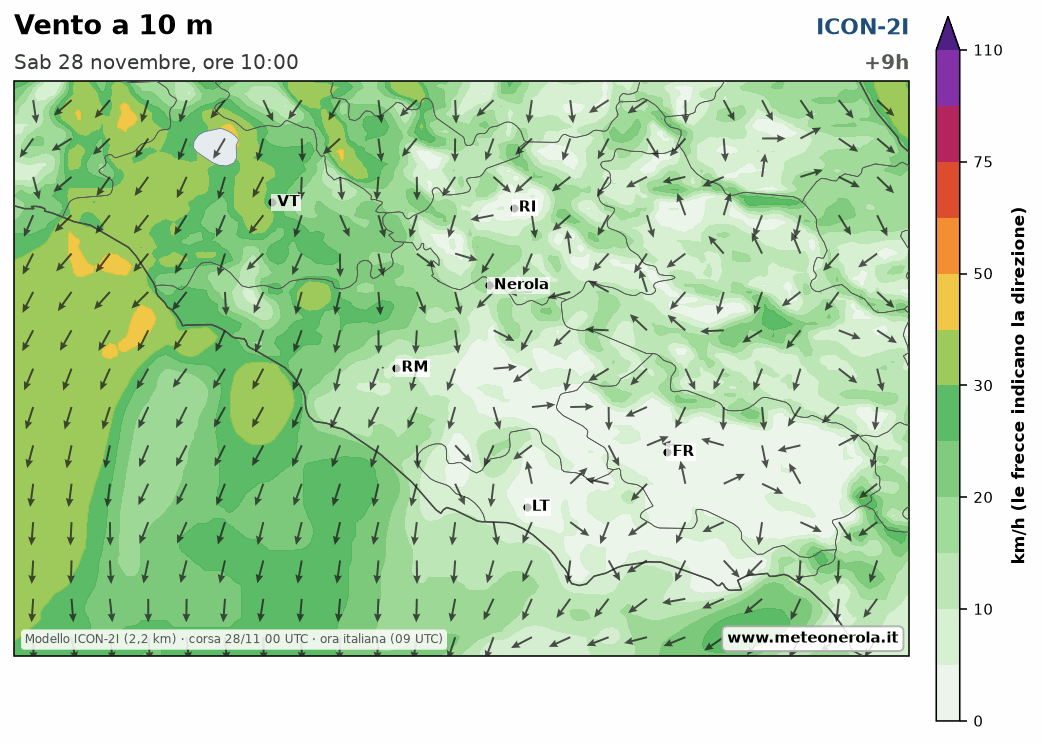 Vento a 10 m
ICON-2I
Sab 28 novembre, ore 10:00
+9h
VT
RI
Nerola
RM
FR
LT
Modello ICON-2I (2,2 km) · corsa 28/11 00 UTC · ora italiana (09 UTC)
www.meteonerola.it
110
75
50
30
20
10
0
km/h (le frecce indicano la direzione)